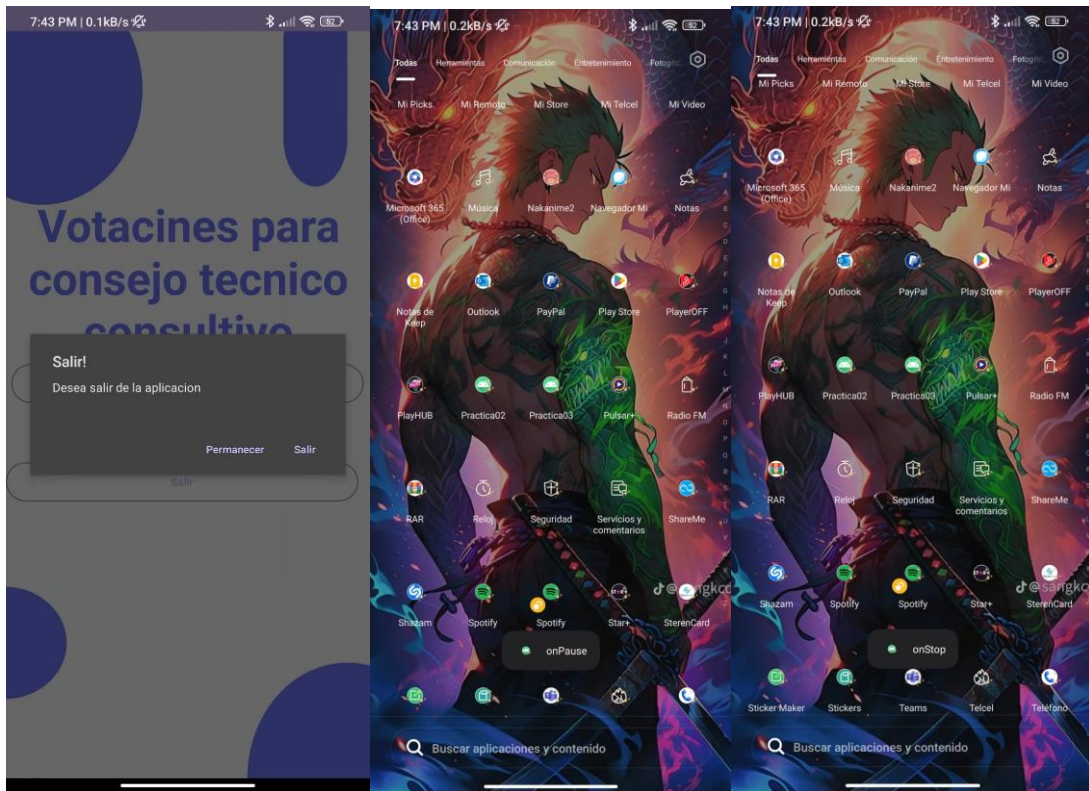 7:43 PM | 0.1kB/s
52
Votacines para
consejo tecnico
consultivo
Salir!
Desea salir de la aplicacion
Permanecer Salir
Salir
7:43 PM | 0.2kB/s
52
Todas Herramientas Comunicación Entretenimiento
Mi Picks Mi Remoto Mi Store Mi Telcel Mi Video
Microsoft 365 (Office) Música Nakanime2 Navegador Mi Notas
Notas de Keep Outlook PayPal Play Store PlayerOFF
PlayHUB Practica02 Practica03 Pulsar+ Radio FM
RAR Reloj Seguridad Servicios y comentarios ShareMe
Shazam Spotify Spotify Star+ SterenCard
onPause
Buscar aplicaciones y contenido
7:43 PM | 0.2kB/s
52
Todas Herramientas Comunicación Entretenimiento
Mi Picks Mi Remoto Mi Store Mi Telcel Mi Video
Microsoft 365 (Office) Música Nakanime2 Navegador Mi Notas
Notas de Keep Outlook PayPal Play Store PlayerOFF
PlayHUB Practica02 Practica03 Pulsar+ Radio FM
RAR Reloj Seguridad Servicios y comentarios ShareMe
Shazam Spotify Spotify Star+ SterenCard
onStop
Sticker Maker Stickers Teams Telcel Teléfono
Buscar aplicaciones y contenido